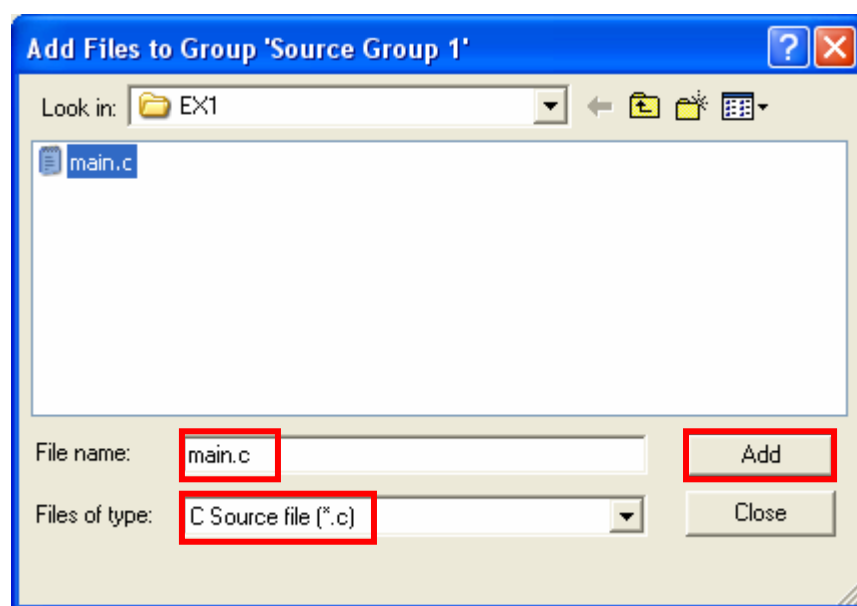 Add Files to Group 'Source Group 1'
Look in: EX1
main.c
File name: main.c Add
Files of type: C Source file (*.c) Close